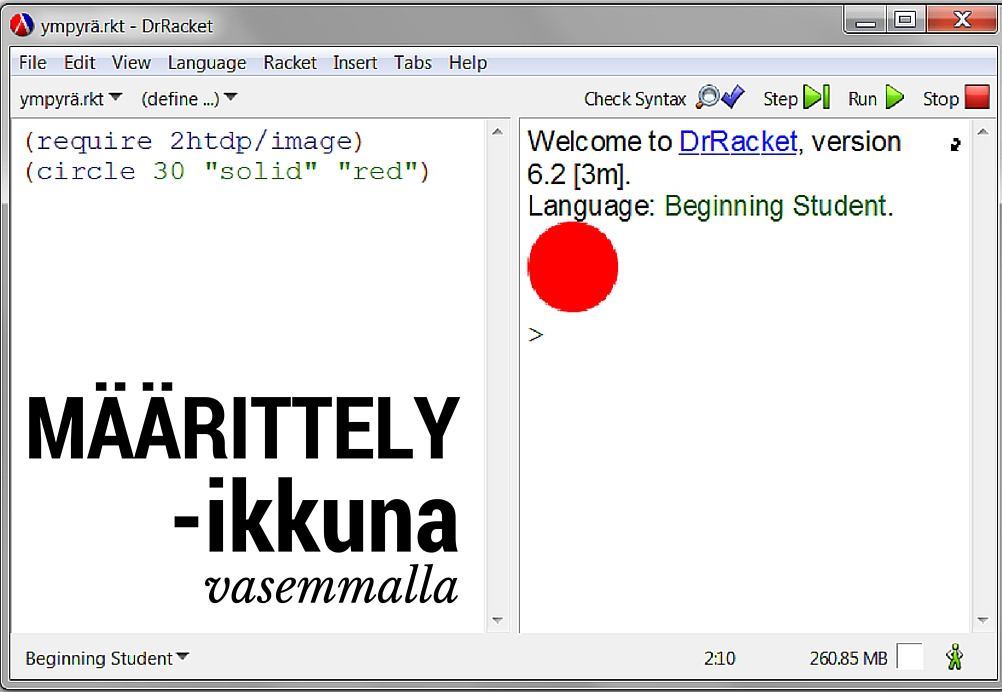 ympyrä.rkt - DrRacket
File Edit View Language Racket Insert Tabs Help
ympyrä.rkt (define ...) Check Syntax Step Run Stop
(require 2htdp/image)
(circle 30 "solid" "red")
MÄÄRITTELY
-ikkuna
vasemmalla
Welcome to DrRacket, version
6.2 [3m].
Language: Beginning Student.
>
Beginning Student 2:10 260.85 MB